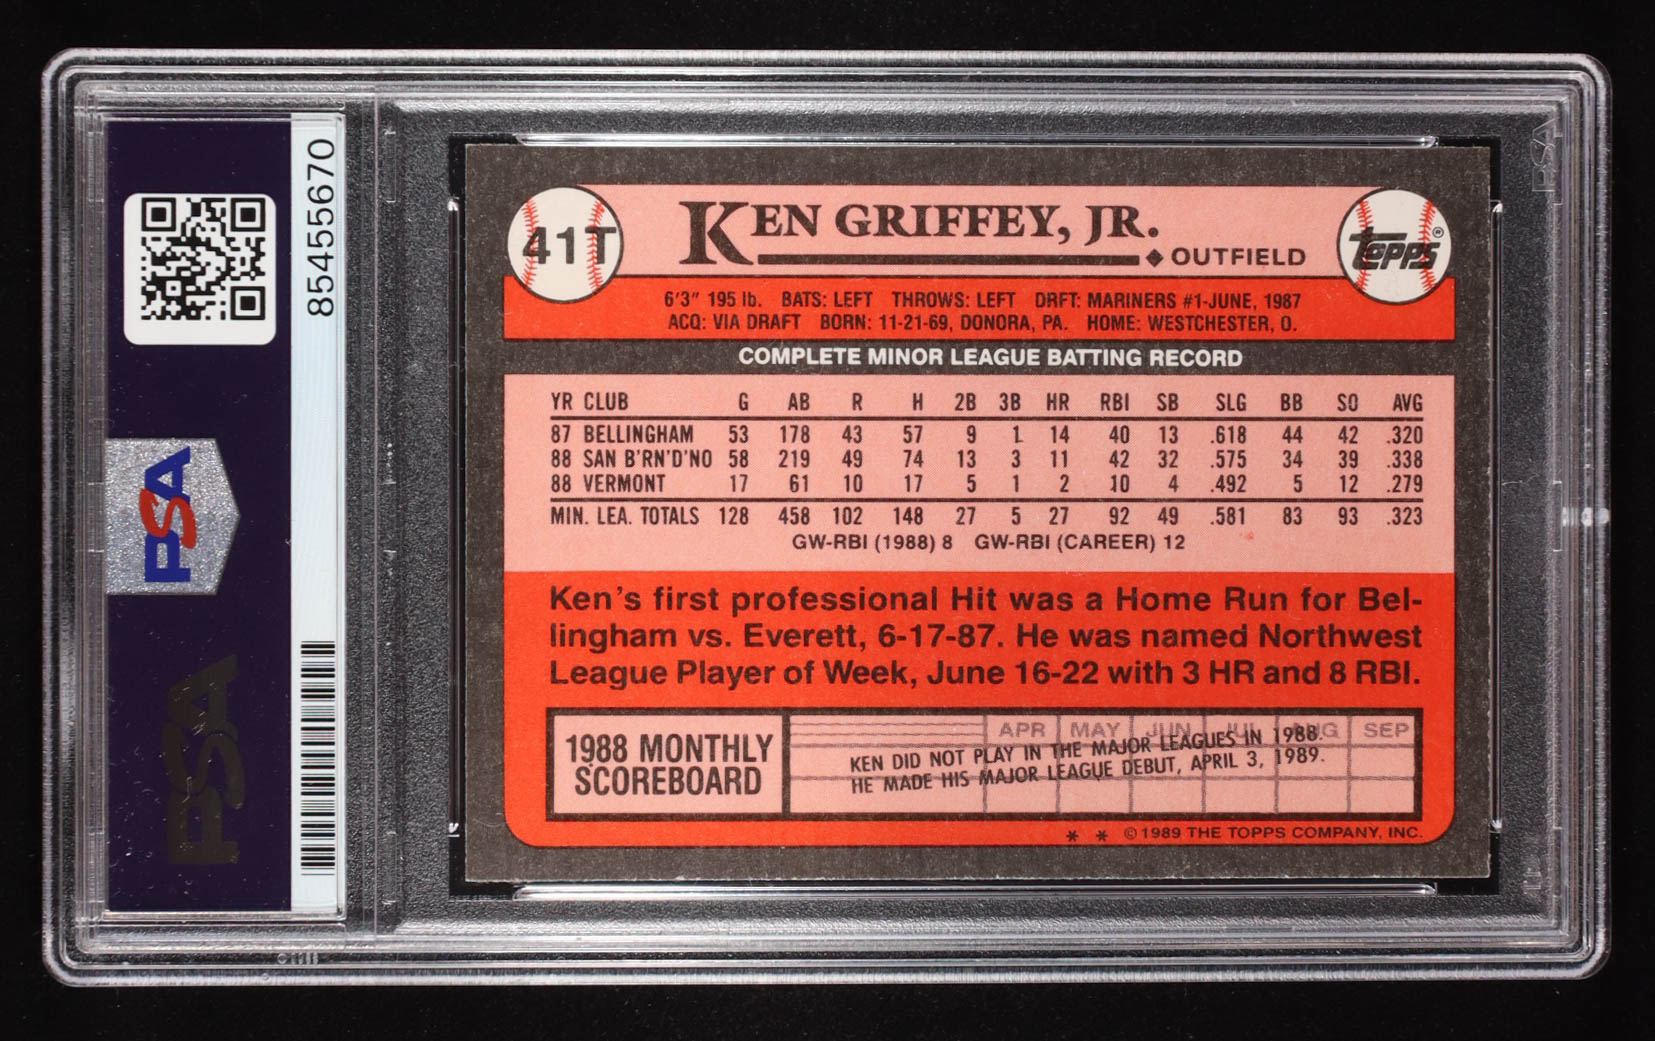 85455670
PSA
PSA
PSA
41T
KEN GRIFFEY, JR.
◆OUTFIELD
TOPPS®
6'3" 195 lb. BATS: LEFT THROWS: LEFT DRFT: MARINERS #1-JUNE, 1987
ACQ: VIA DRAFT BORN: 11-21-69, DONORA, PA. HOME: WESTCHESTER, O.
COMPLETE MINOR LEAGUE BATTING RECORD
YR CLUB G AB R H 2B 3B HR RBI SB SLG BB SO AVG
87 BELLINGHAM 53 178 43 57 9 1 14 40 13 .618 44 42 .320
88 SAN B'RN'D'NO 58 219 49 74 13 3 11 42 32 .575 34 39 .338
88 VERMONT 17 61 10 17 5 1 2 10 4 .492 5 12 .279
MIN. LEA. TOTALS 128 458 102 148 27 5 27 92 49 .581 83 93 .323
GW-RBI (1988) 8 GW-RBI (CAREER) 12
Ken's first professional Hit was a Home Run for Bel-
lingham vs. Everett, 6-17-87. He was named Northwest
League Player of Week, June 16-22 with 3 HR and 8 RBI.
1988 MONTHLY
SCOREBOARD
APR MAY JUN JUL AUG SEP
KEN DID NOT PLAY IN THE MAJOR LEAGUES IN 1988.
HE MADE HIS MAJOR LEAGUE DEBUT, APRIL 3, 1989.
* * ©1989 THE TOPPS COMPANY, INC.